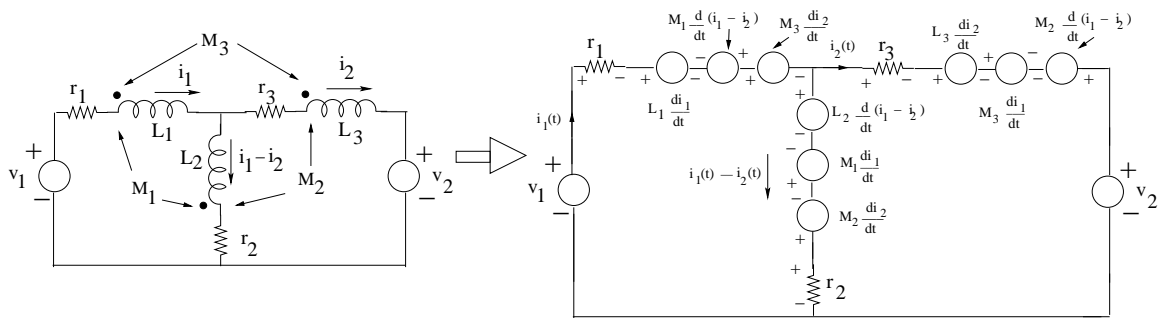 M3
i1
i2
r1
r3
L1
L3
L2
i1 − i2
+
v1
−
M1
M2
+
v2
−
r2
M1 d/dt (i1 − i2)
M3 di2/dt
r1
+ −
+ −
− +
+ −
L1 di1/dt
i2(t)
r3
+ −
L3 di2/dt
M2 d/dt (i1 − i2)
+ −
+ −
− +
M3 di1/dt
i1(t)
+
L2 d/dt (i1 − i2)
−
−
M1 di1/dt
+
−
M2 di2/dt
+
i1(t) − i2(t)
+
r2
−
+
v1
−
+
v2
−